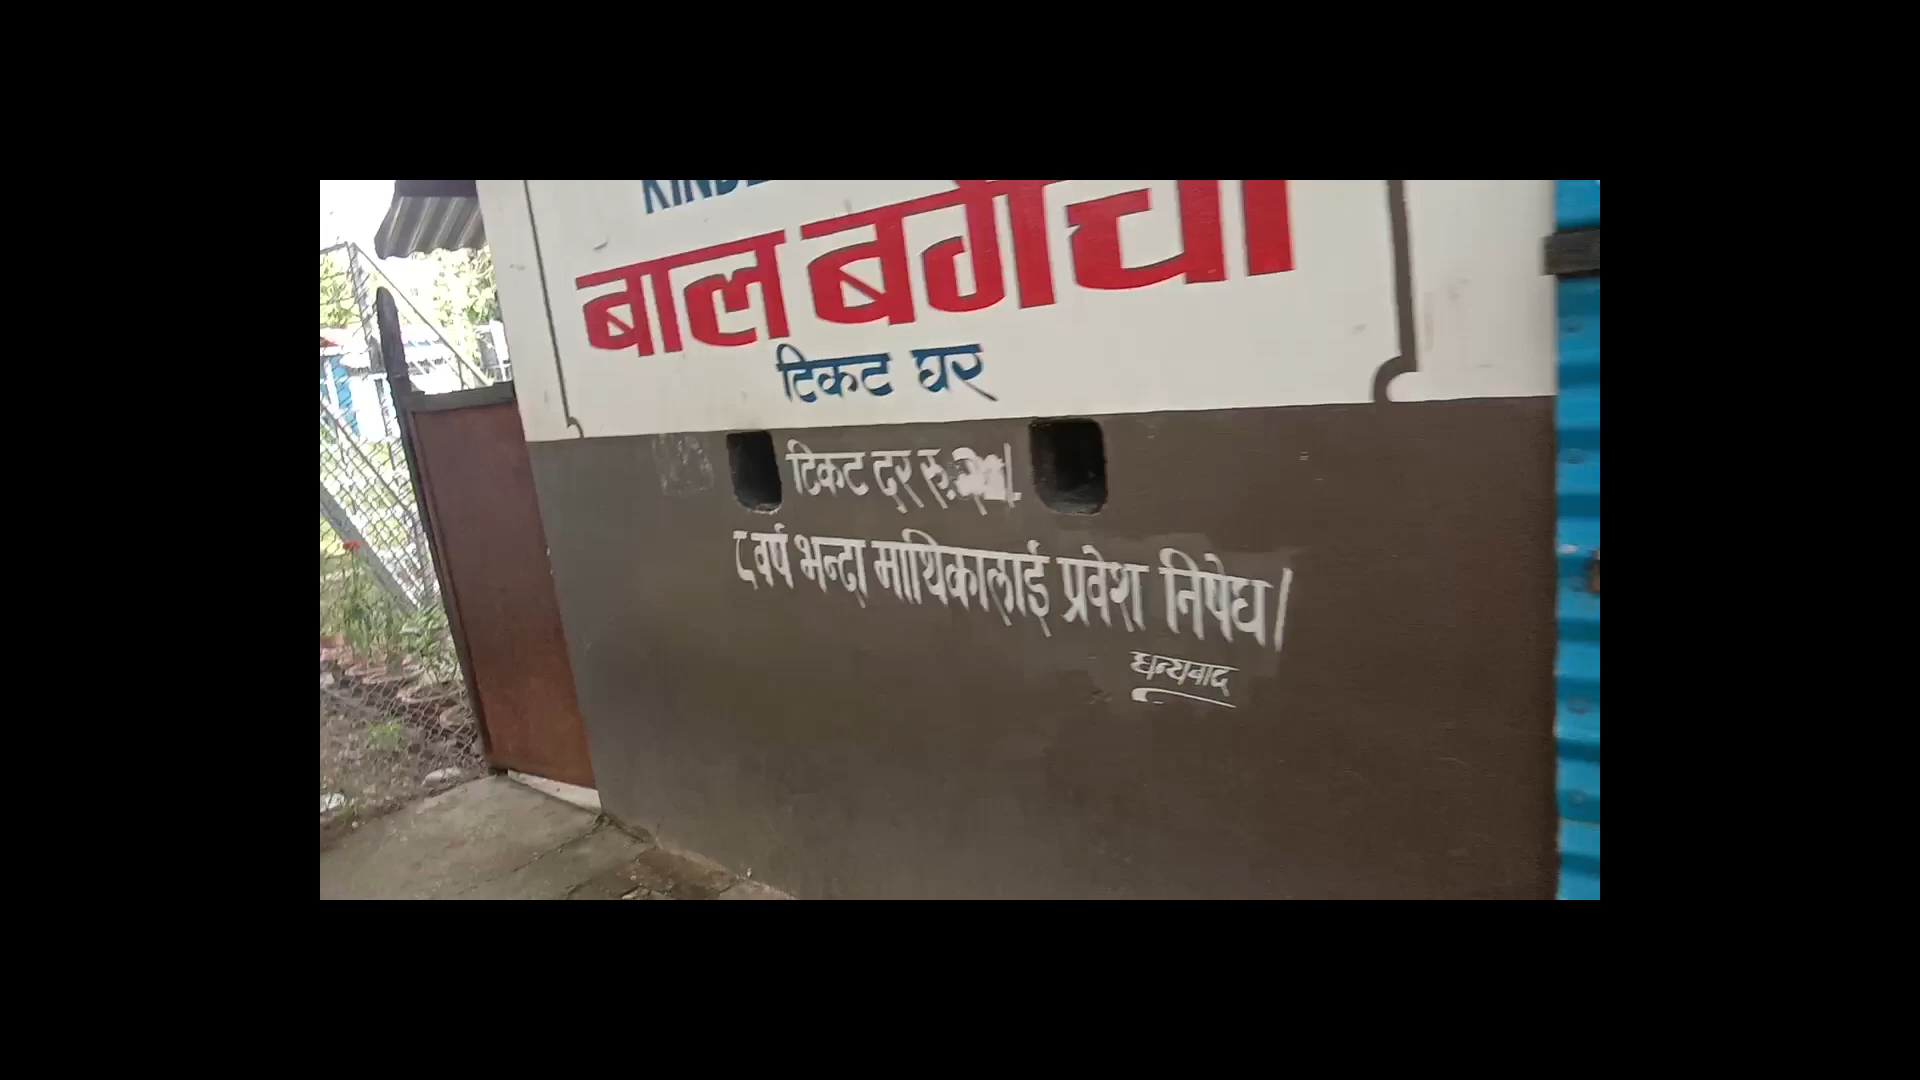 बाल बगैचा
टिकट घर
टिकट दर रु.
८ वर्ष भन्दा माथिकालाई प्रवेश निषेध।
धन्यवाद